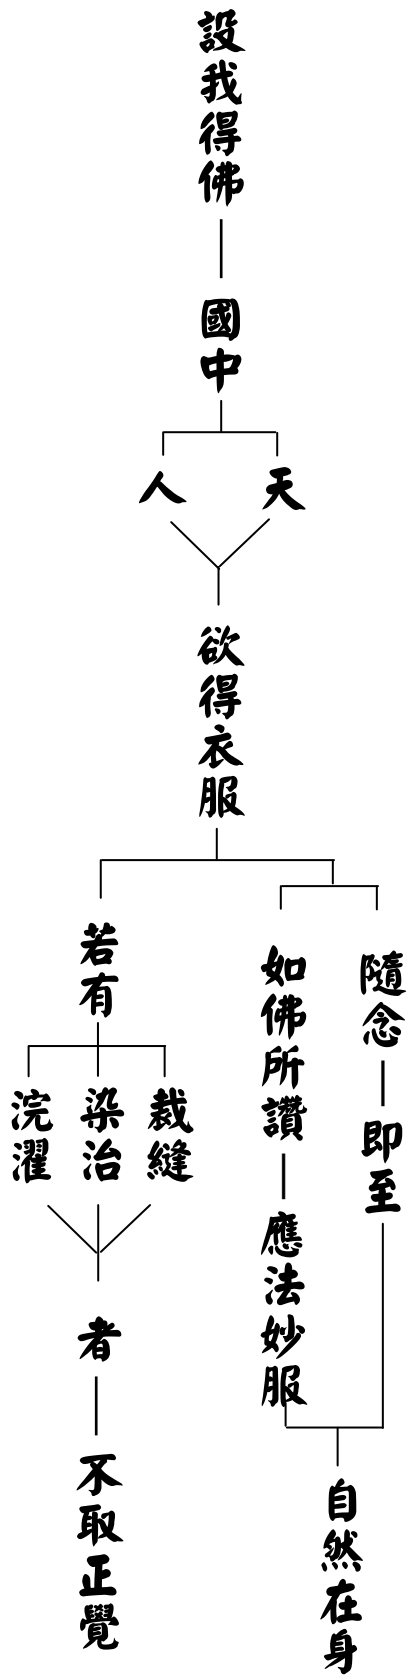 設我得佛
國中
天
人
欲得衣服
隨念
即至
如佛所讚
應法妙服
自然在身
若有
裁縫
染治
浣濯
者
不取正覺